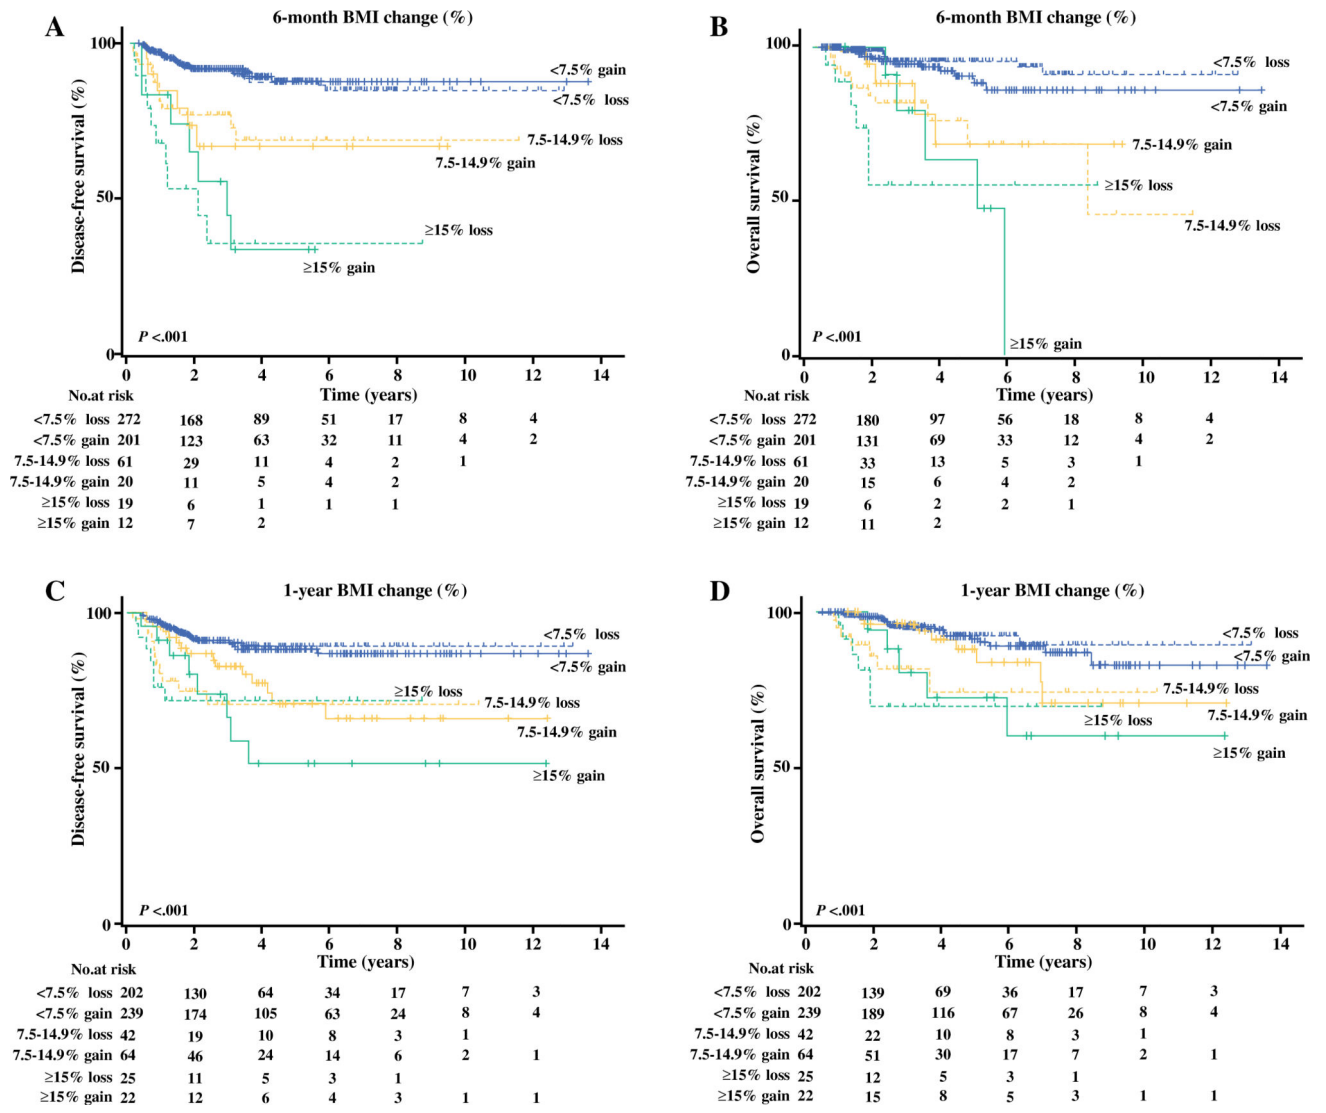 A
6-month BMI change (%)
Disease-free survival (%)
100
50
0
<7.5% gain
<7.5% loss
7.5-14.9% loss
7.5-14.9% gain
≥15% loss
≥15% gain
P <.001
0 2 4 6 8 10 12 14
Time (years)
No.at risk
<7.5% loss 272 168 89 51 17 8 4
<7.5% gain 201 123 63 32 11 4 2
7.5-14.9% loss 61 29 11 4 2 1
7.5-14.9% gain 20 11 5 4 2
≥15% loss 19 6 1 1 1
≥15% gain 12 7 2
B
6-month BMI change (%)
Overall survival (%)
100
50
0
<7.5% loss
<7.5% gain
7.5-14.9% gain
≥15% loss
7.5-14.9% loss
≥15% gain
P <.001
0 2 4 6 8 10 12 14
Time (years)
No.at risk
<7.5% loss 272 180 97 56 18 8 4
<7.5% gain 201 131 69 33 12 4 2
7.5-14.9% loss 61 33 13 5 3 1
7.5-14.9% gain 20 15 6 4 2
≥15% loss 19 6 2 2 1
≥15% gain 12 11 2
C
1-year BMI change (%)
Disease-free survival (%)
100
50
0
<7.5% loss
<7.5% gain
≥15% loss
7.5-14.9% loss
7.5-14.9% gain
≥15% gain
P <.001
0 2 4 6 8 10 12 14
Time (years)
No.at risk
<7.5% loss 202 130 64 34 17 7 3
<7.5% gain 239 174 105 63 24 8 4
7.5-14.9% loss 42 19 10 8 3 1
7.5-14.9% gain 64 46 24 14 6 2 1
≥15% loss 25 11 5 3 1
≥15% gain 22 12 6 4 3 1 1
D
1-year BMI change (%)
Overall survival (%)
100
50
0
<7.5% loss
<7.5% gain
7.5-14.9% loss
7.5-14.9% gain
≥15% loss
≥15% gain
P <.001
0 2 4 6 8 10 12 14
Time (years)
No.at risk
<7.5% loss 202 139 69 36 17 7 3
<7.5% gain 239 189 116 67 26 8 4
7.5-14.9% loss 42 22 10 8 3 1
7.5-14.9% gain 64 51 30 17 7 2 1
≥15% loss 25 12 5 3 1
≥15% gain 22 15 8 5 3 1 1